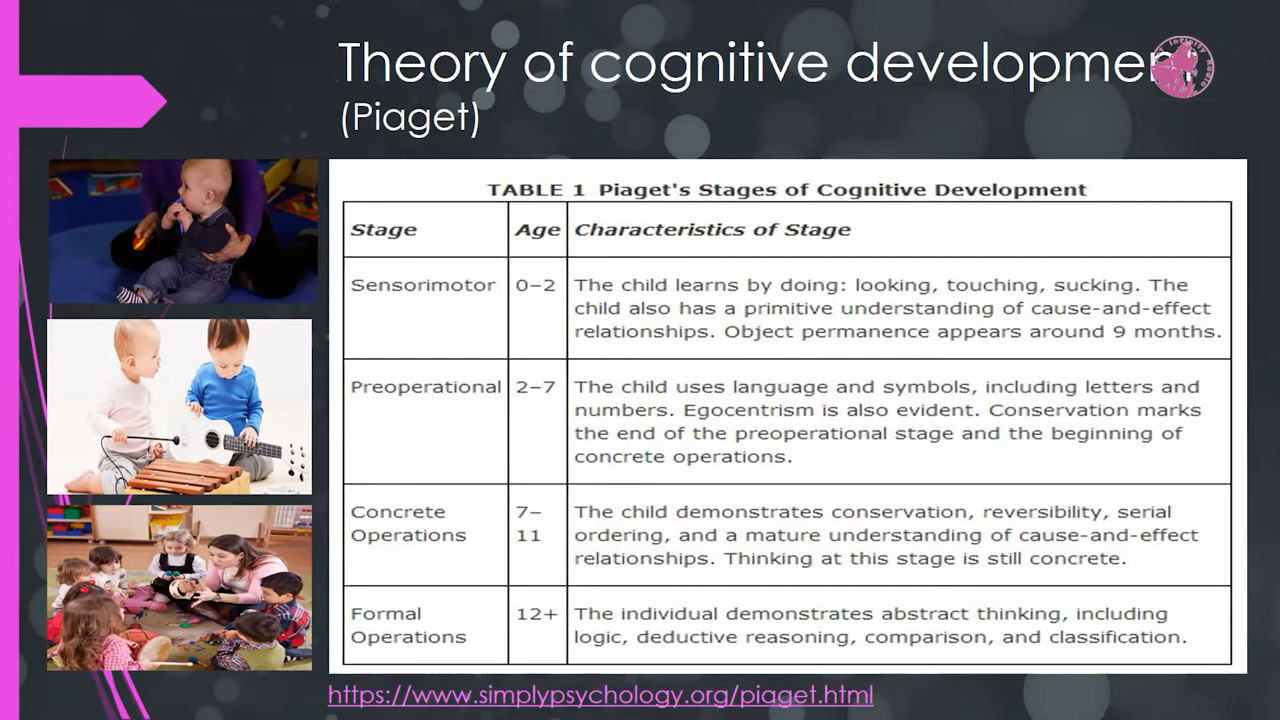 Theory of cognitive development
(Piaget)
TABLE 1 Piaget's Stages of Cognitive Development
Stage Age Characteristics of Stage
Sensorimotor 0–2 The child learns by doing: looking, touching, sucking. The
child also has a primitive understanding of cause-and-effect
relationships. Object permanence appears around 9 months.
Preoperational 2–7 The child uses language and symbols, including letters and
numbers. Egocentrism is also evident. Conservation marks
the end of the preoperational stage and the beginning of
concrete operations.
Concrete 7– The child demonstrates conservation, reversibility, serial
Operations 11 ordering, and a mature understanding of cause-and-effect
relationships. Thinking at this stage is still concrete.
Formal 12+ The individual demonstrates abstract thinking, including
Operations logic, deductive reasoning, comparison, and classification.
https://www.simplypsychology.org/piaget.html